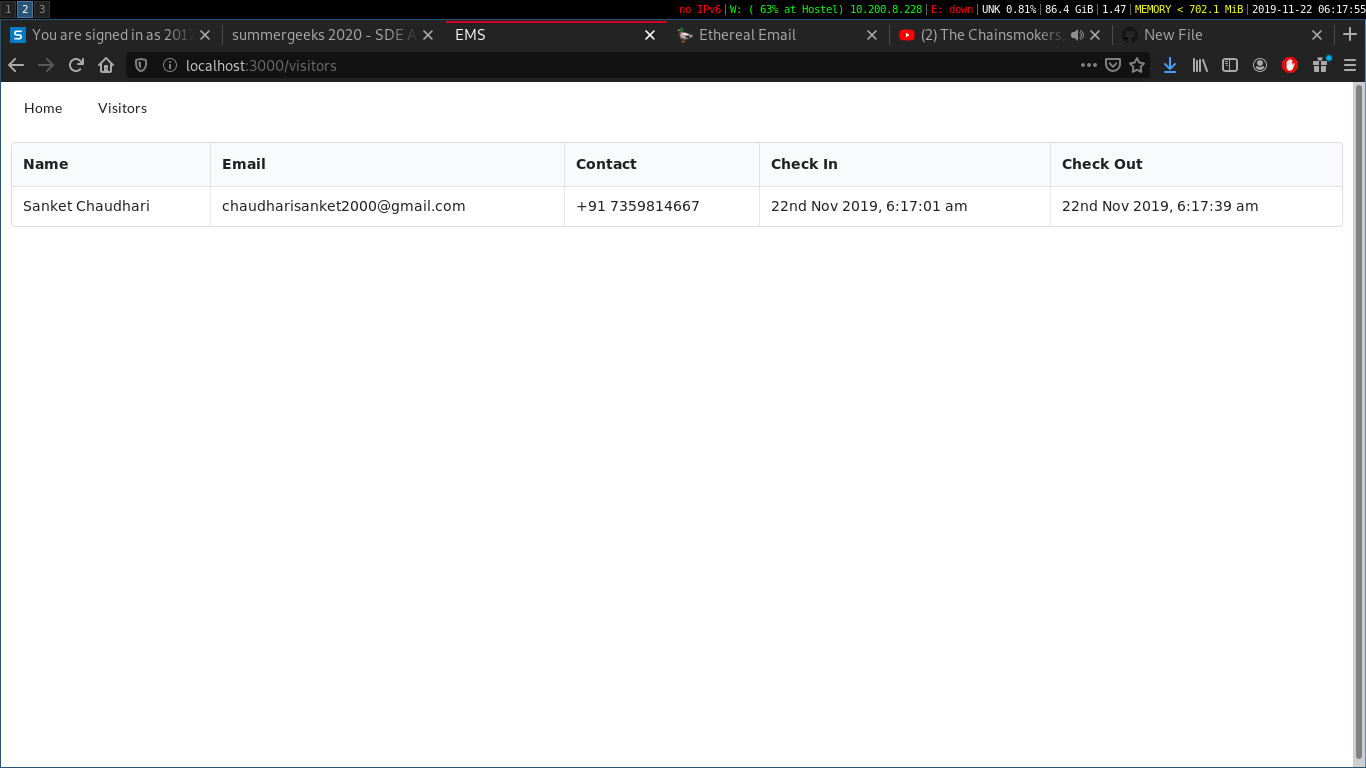 1 2 3 no IPv6 W: ( 63% at Hostel) 10.200.8.228 E: down UNK 0.81% 86.4 GiB 1.47 MEMORY < 702.1 MiB 2019-11-22 06:17:55
You are signed in as 2017 summergeeks 2020 - SDE A EMS Ethereal Email (2) The Chainsmokers, New File
localhost:3000/visitors
Home Visitors
Name Email Contact Check In Check Out
Sanket Chaudhari chaudharisanket2000@gmail.com +91 7359814667 22nd Nov 2019, 6:17:01 am 22nd Nov 2019, 6:17:39 am